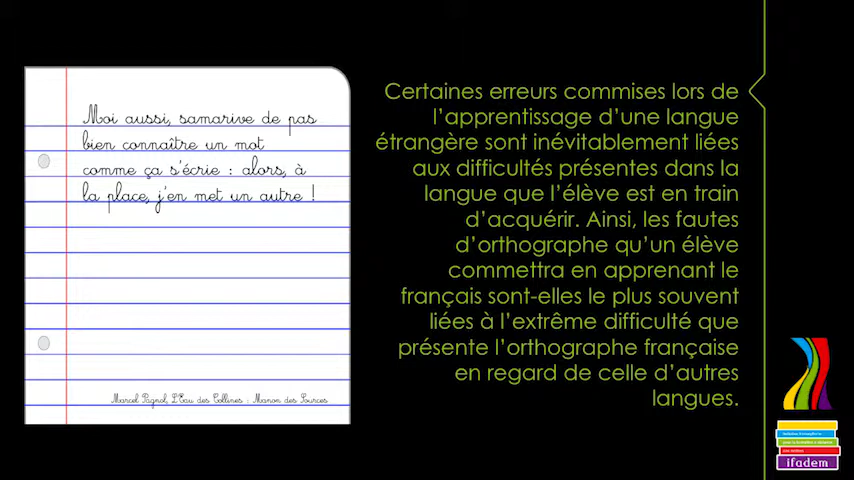 Moi aussi, samarive de pas
bien connaître un mot
comme ça s'écrie : alors, à
la place, j'en met un autre !
Marcel Pagnol, L'Eau des Collines : Manon des Sources
Certaines erreurs commises lors de
l'apprentissage d'une langue
étrangère sont inévitablement liées
aux difficultés présentes dans la
langue que l'élève est en train
d'acquérir. Ainsi, les fautes
d'orthographe qu'un élève
commettra en apprenant le
français sont-elles le plus souvent
liées à l'extrême difficulté que
présente l'orthographe française
en regard de celle d'autres
langues.
ifadem